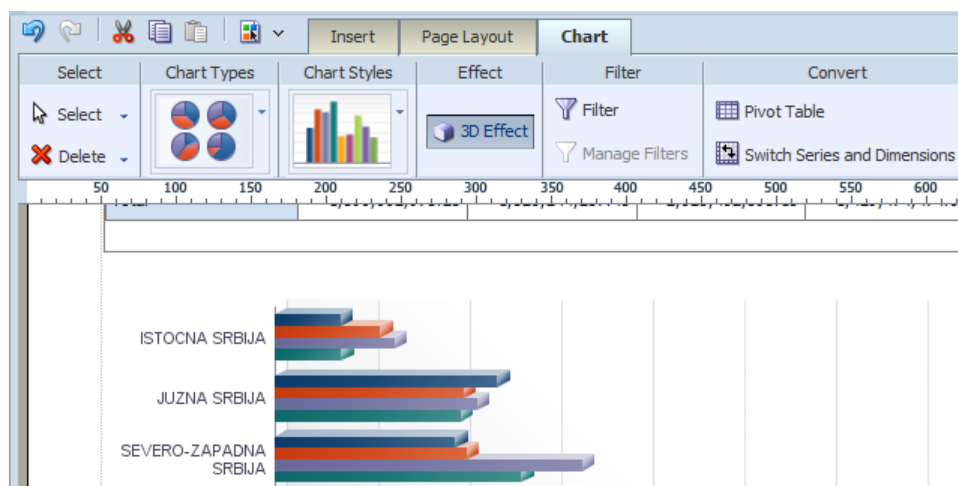 Insert Page Layout Chart
Select Chart Types Chart Styles Effect Filter Convert
Select Filter Pivot Table
3D Effect
Delete Manage Filters Switch Series and Dimensions
50 100 150 200 250 300 350 400 450 500 550 600
ISTOCNA SRBIJA
JUZNA SRBIJA
SEVERO-ZAPADNA
SRBIJA